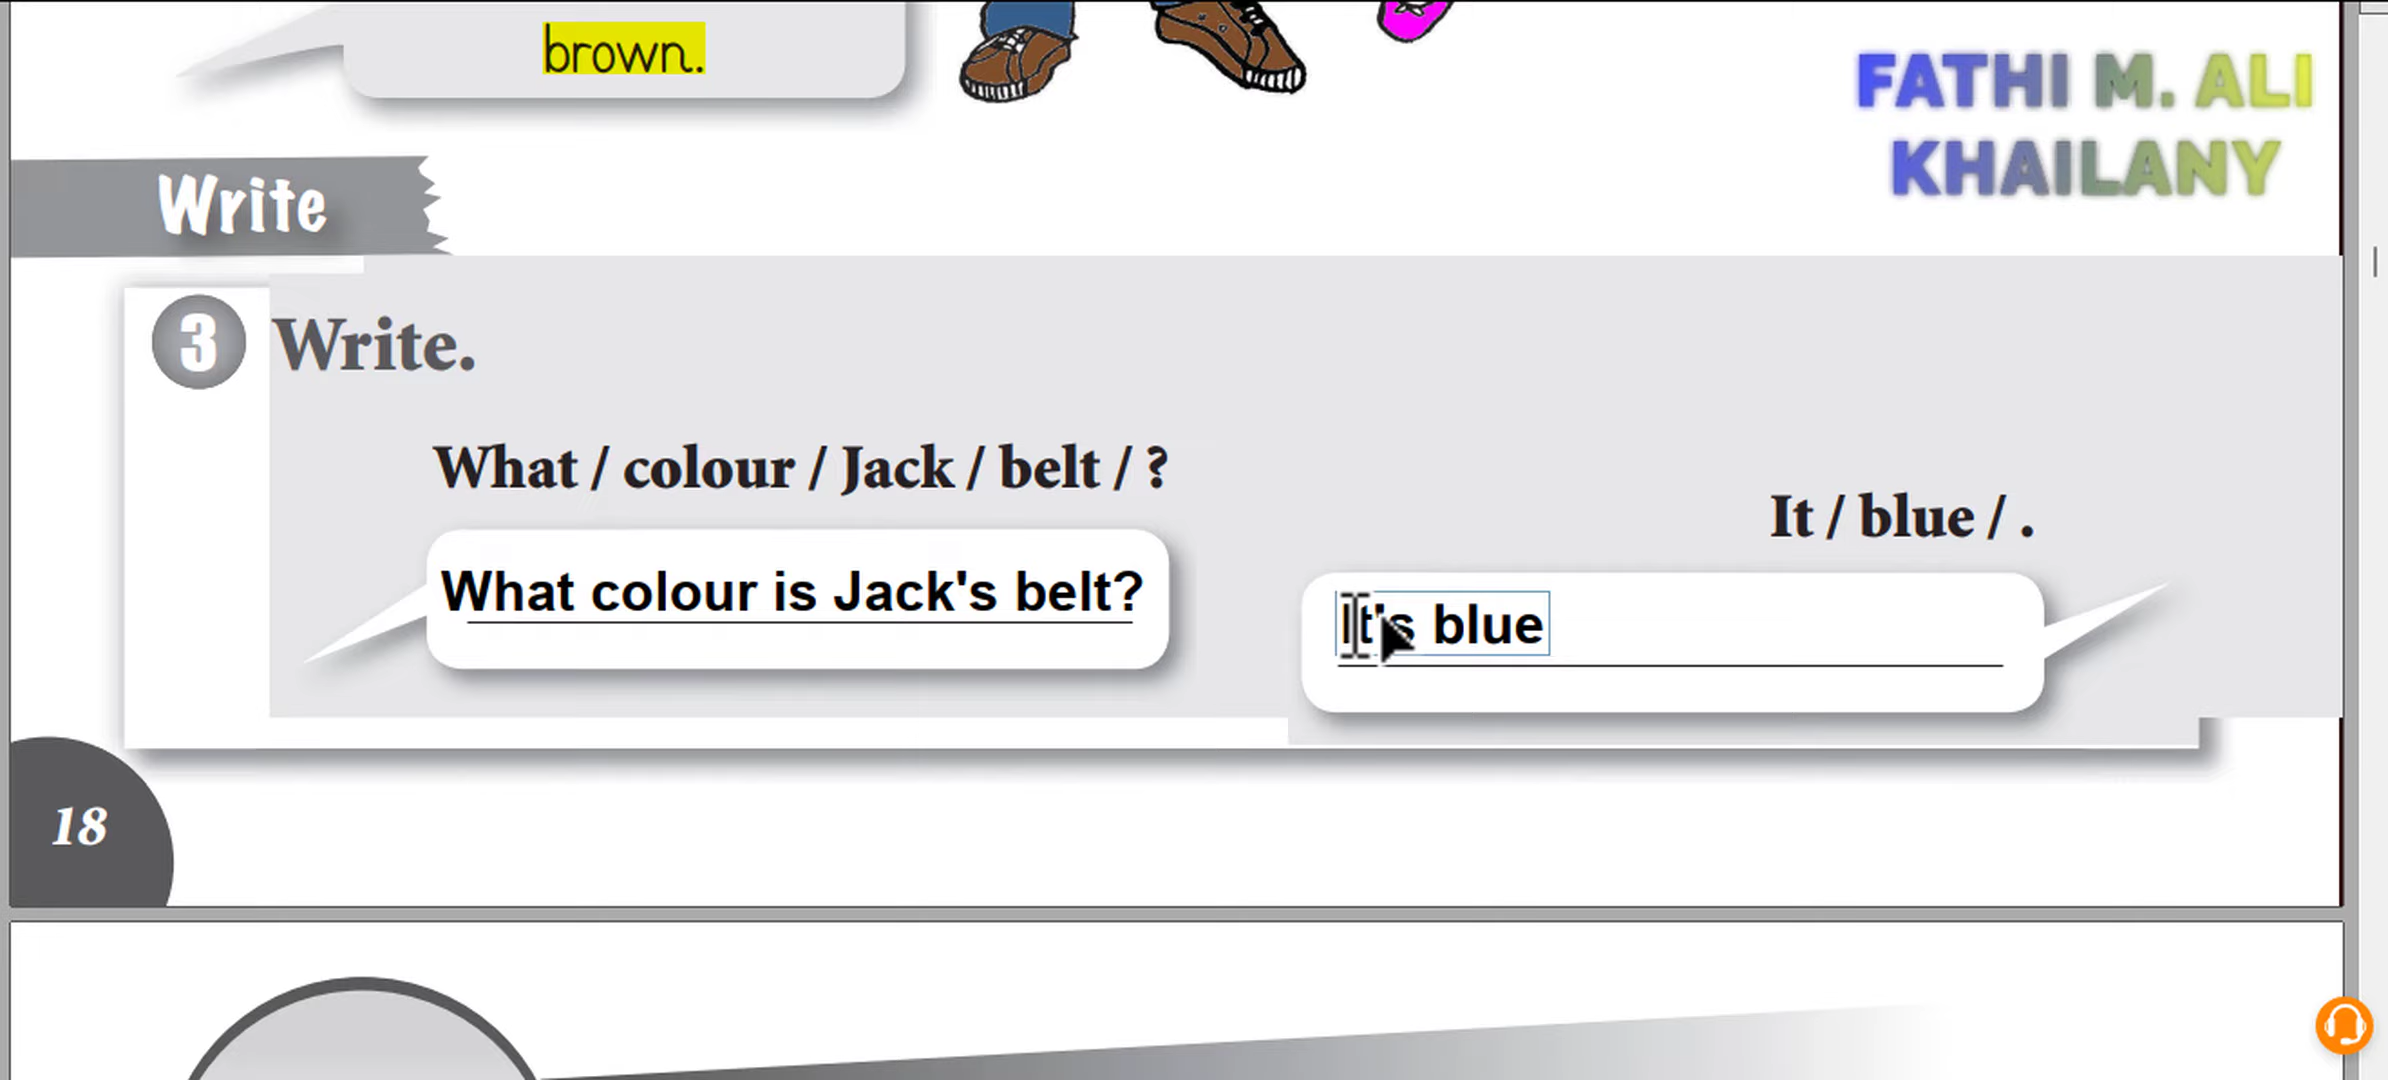 brown.
FATHI M. ALI
KHAILANY
Write
3 Write.
What / colour / Jack / belt / ?
It / blue / .
What colour is Jack's belt?
It's blue
18